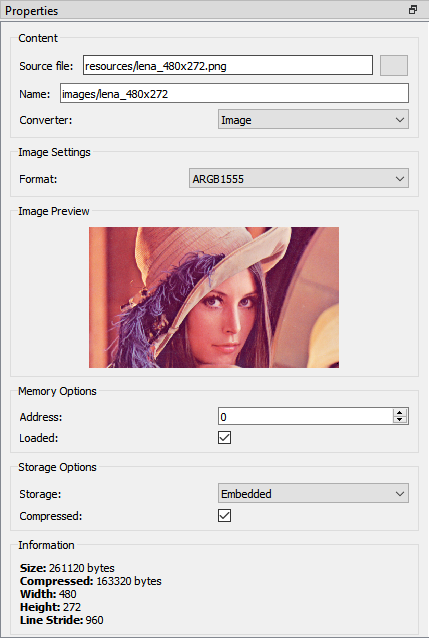 Properties
Content
Source file: resources/lena_480x272.png
Name: images/lena_480x272
Converter: Image
Image Settings
Format: ARGB1555
Image Preview
Memory Options
Address: 0
Loaded:
Storage Options
Storage: Embedded
Compressed:
Information
Size: 261120 bytes
Compressed: 163320 bytes
Width: 480
Height: 272
Line Stride: 960